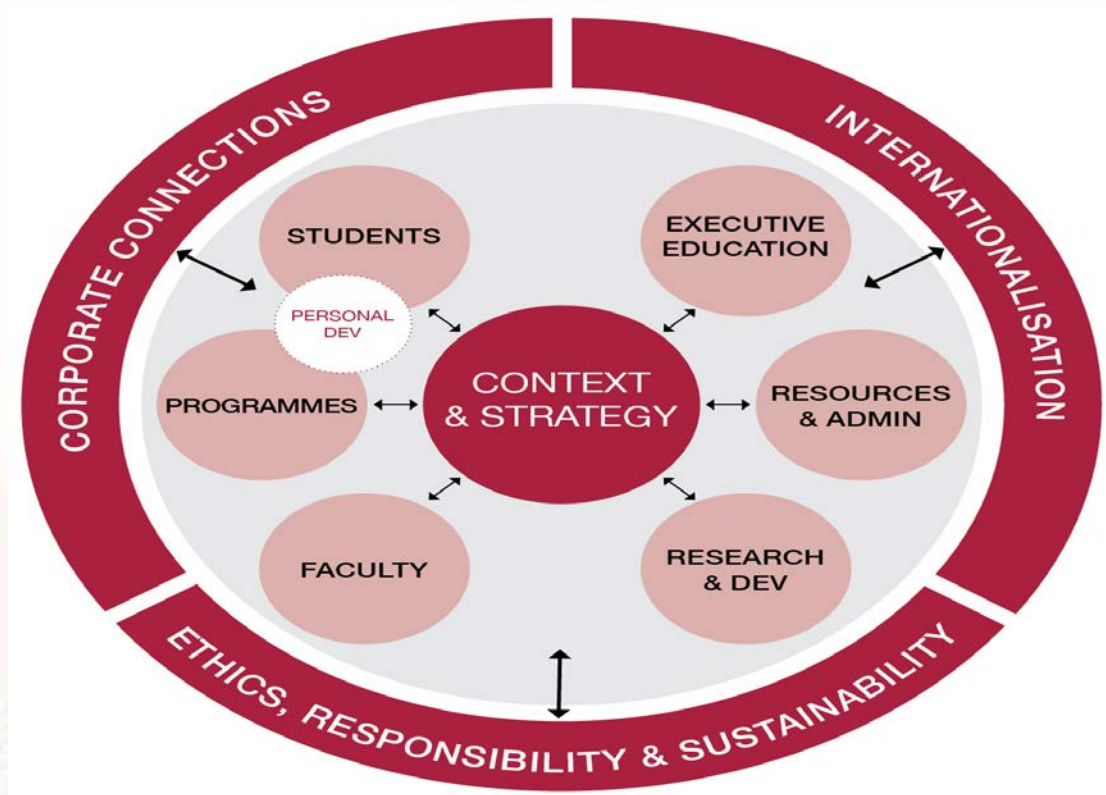 CORPORATE CONNECTIONS
INTERNATIONALISATION
STUDENTS
EXECUTIVE
EDUCATION
PERSONAL
DEV
PROGRAMMES
CONTEXT
& STRATEGY
RESOURCES
& ADMIN
FACULTY
RESEARCH
& DEV
ETHICS, RESPONSIBILITY & SUSTAINABILITY